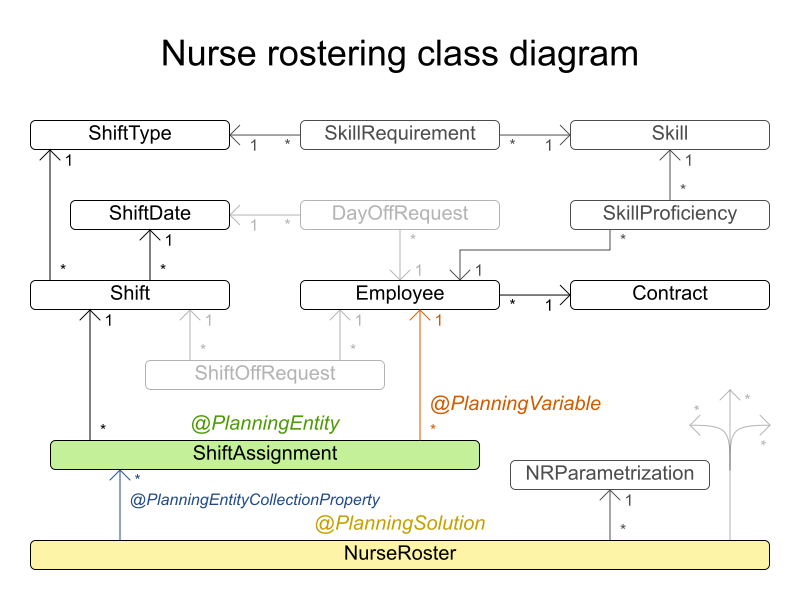 Nurse rostering class diagram
ShiftType
1
*
SkillRequirement
*
1
Skill
1
1
*
ShiftDate
1
*
DayOffRequest
SkillProficiency
1
*
*
*
*
1
1
Shift
Employee
*
1
Contract
1
1
1
1
*
*
ShiftOffRequest
*
@PlanningVariable
*
*
@PlanningEntity
*
*
ShiftAssignment
*
@PlanningEntityCollectionProperty
NRParametrization
1
@PlanningSolution
*
NurseRoster